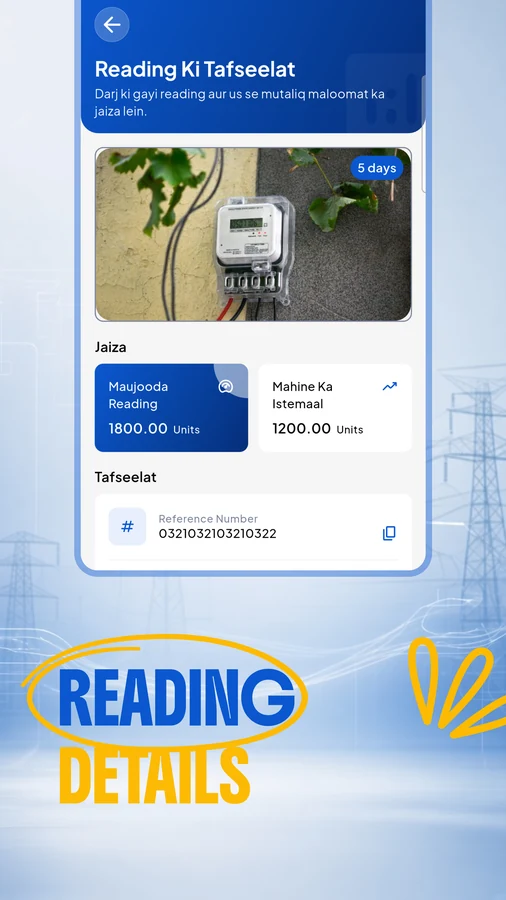 Reading Ki Tafseelat
Darj ki gayi reading aur us se mutaliq maloomat ka
jaiza lein.
5 days
Jaiza
Maujooda
Reading
1800.00 Units
Mahine Ka
Istemaal
1200.00 Units
Tafseelat
#
Reference Number
0321032103210322
READING
DETAILS